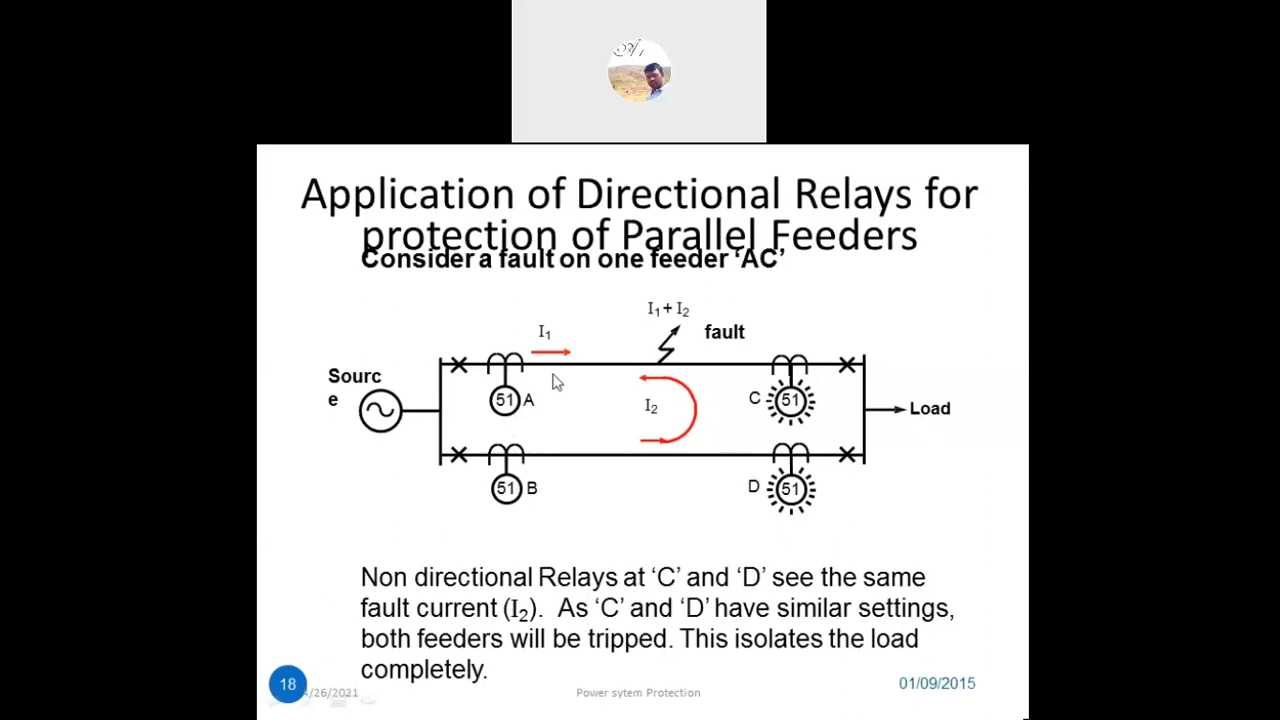 Application of Directional Relays for
protection of Parallel Feeders
Consider a fault on one feeder ‘AC’
I₁ + I₂
I₁
fault
Sourc
e
51 A
I₂
C 51
Load
51 B
D 51
Non directional Relays at ‘C’ and ‘D’ see the same
fault current (I₂). As ‘C’ and ‘D’ have similar settings,
both feeders will be tripped. This isolates the load
completely.
18
4/26/2021
Power sytem Protection
01/09/2015